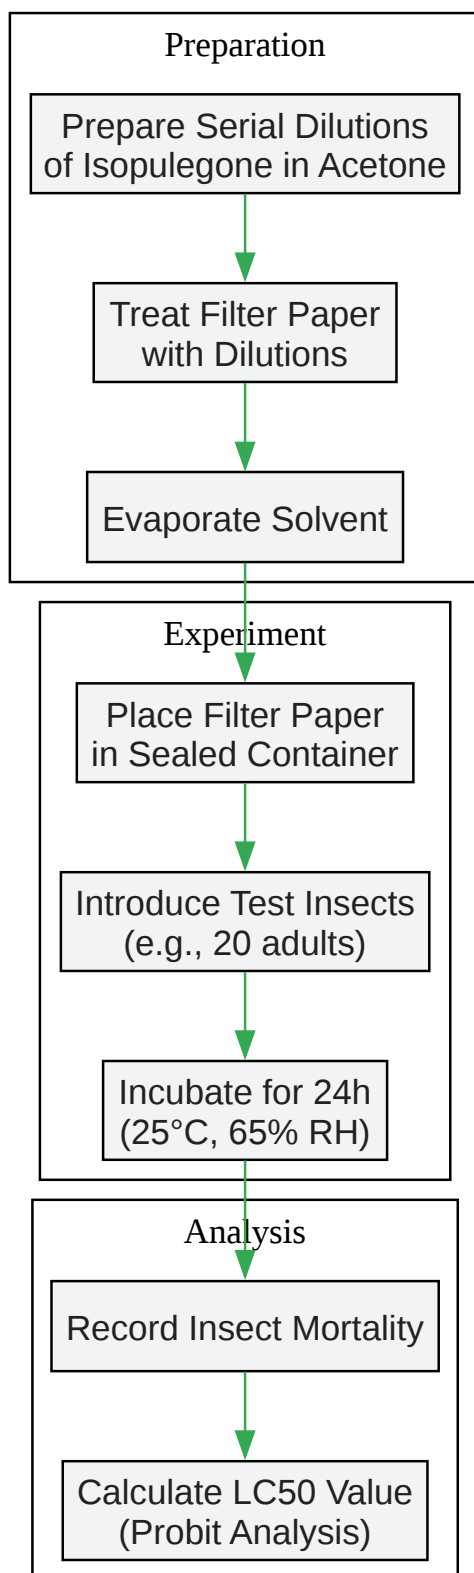 Preparation
Prepare Serial Dilutions
of Isopulegone in Acetone
Treat Filter Paper
with Dilutions
Evaporate Solvent
Experiment
Place Filter Paper
in Sealed Container
Introduce Test Insects
(e.g., 20 adults)
Incubate for 24h
(25°C, 65% RH)
Analysis
Record Insect Mortality
Calculate LC50 Value
(Probit Analysis)